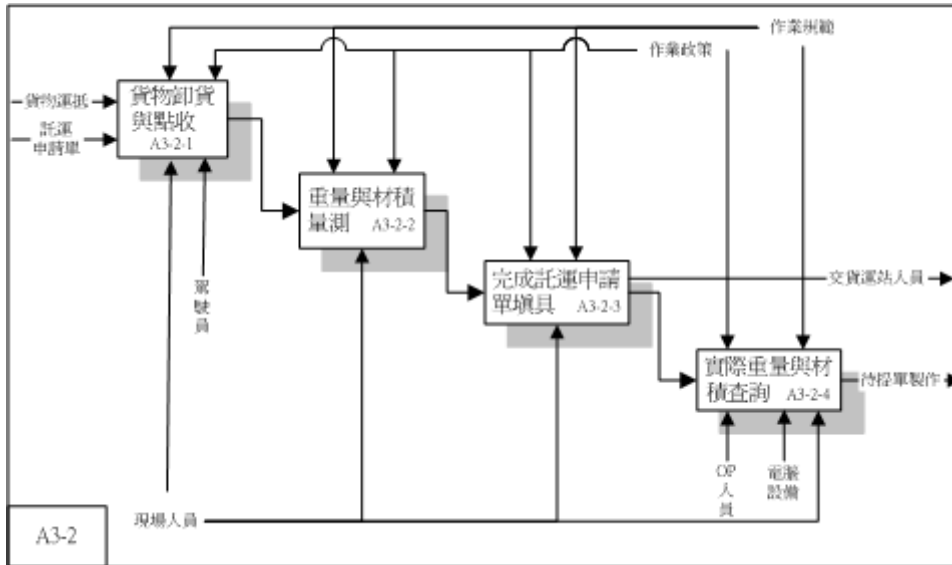 作業規範
作業政策
貨物運抵
託運
申請單
貨物卸貨
與點收
A3-2-1
重量與材積
量測 A3-2-2
駕
駛
員
完成託運申請
單填具 A3-2-3
交貨運站人員
實際重量與材
積查詢 A3-2-4
待提單製作
OP
人
員
電腦
設備
現場人員
A3-2